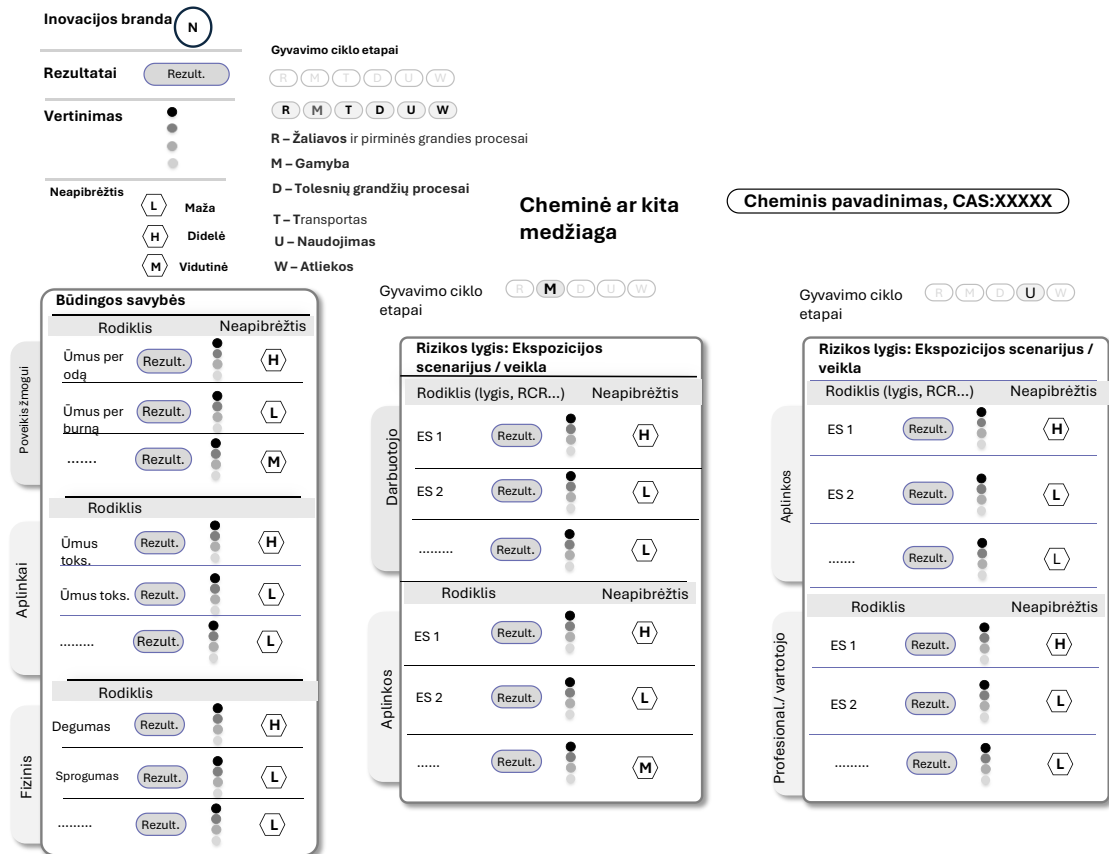 Inovacijos branda
N
Rezultatai
Rezult.
Vertinimas
Neapibrėžtis
L
Maža
H
Didelė
M
Vidutinė
Gyvavimo ciklo etapai
R M T D U W
R M T D U W
R – Žaliavos ir pirminės grandies procesai
M – Gamyba
D – Tolesnių grandžių procesai
T – Transportas
U – Naudojimas
W – Atliekos
Cheminė ar kita
medžiaga
Cheminis pavadinimas, CAS:XXXXX
Būdingos savybės
Rodiklis Neapibrėžtis
Poveikis žmogui
Ūmus per
odą
Rezult.
H
Ūmus per
burną
Rezult.
L
.......
Rezult.
M
Rodiklis
Aplinkai
Ūmus
toks.
Rezult.
H
Ūmus toks.
Rezult.
L
.........
Rezult.
L
Rodiklis
Fizinis
Degumas
Rezult.
H
Sprogumas
Rezult.
L
.........
Rezult.
L
Gyvavimo ciklo
etapai
R M D U W
Rizikos lygis: Ekspozicijos
scenarijus / veikla
Rodiklis (lygis, RCR...) Neapibrėžtis
Darbuotojo
ES 1
Rezult.
H
ES 2
Rezult.
L
.........
Rezult.
L
Rodiklis Neapibrėžtis
Aplinkos
ES 1
Rezult.
H
ES 2
Rezult.
L
......
Rezult.
M
Gyvavimo ciklo
etapai
R M D U W
Rizikos lygis: Ekspozicijos scenarijus /
veikla
Rodiklis (lygis, RCR...) Neapibrėžtis
Aplinkos
ES 1
Rezult.
H
ES 2
Rezult.
L
.......
Rezult.
L
Rodiklis Neapibrėžtis
Profesional./ vartotojo
ES 1
Rezult.
H
ES 2
Rezult.
L
.........
Rezult.
L